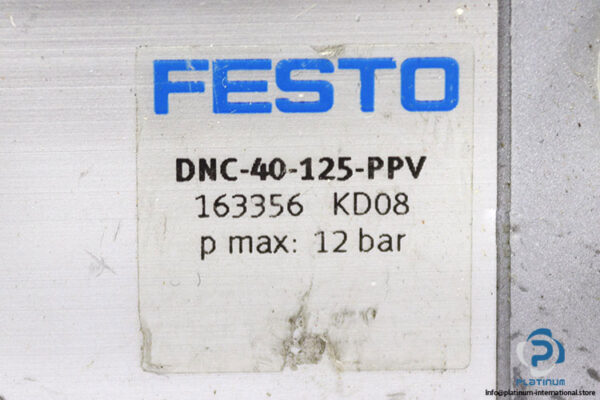 FESTO
DNC-40-125-PPV
163356 KD08
p max: 12 bar
PLATINUM
Info@platinum-international.store